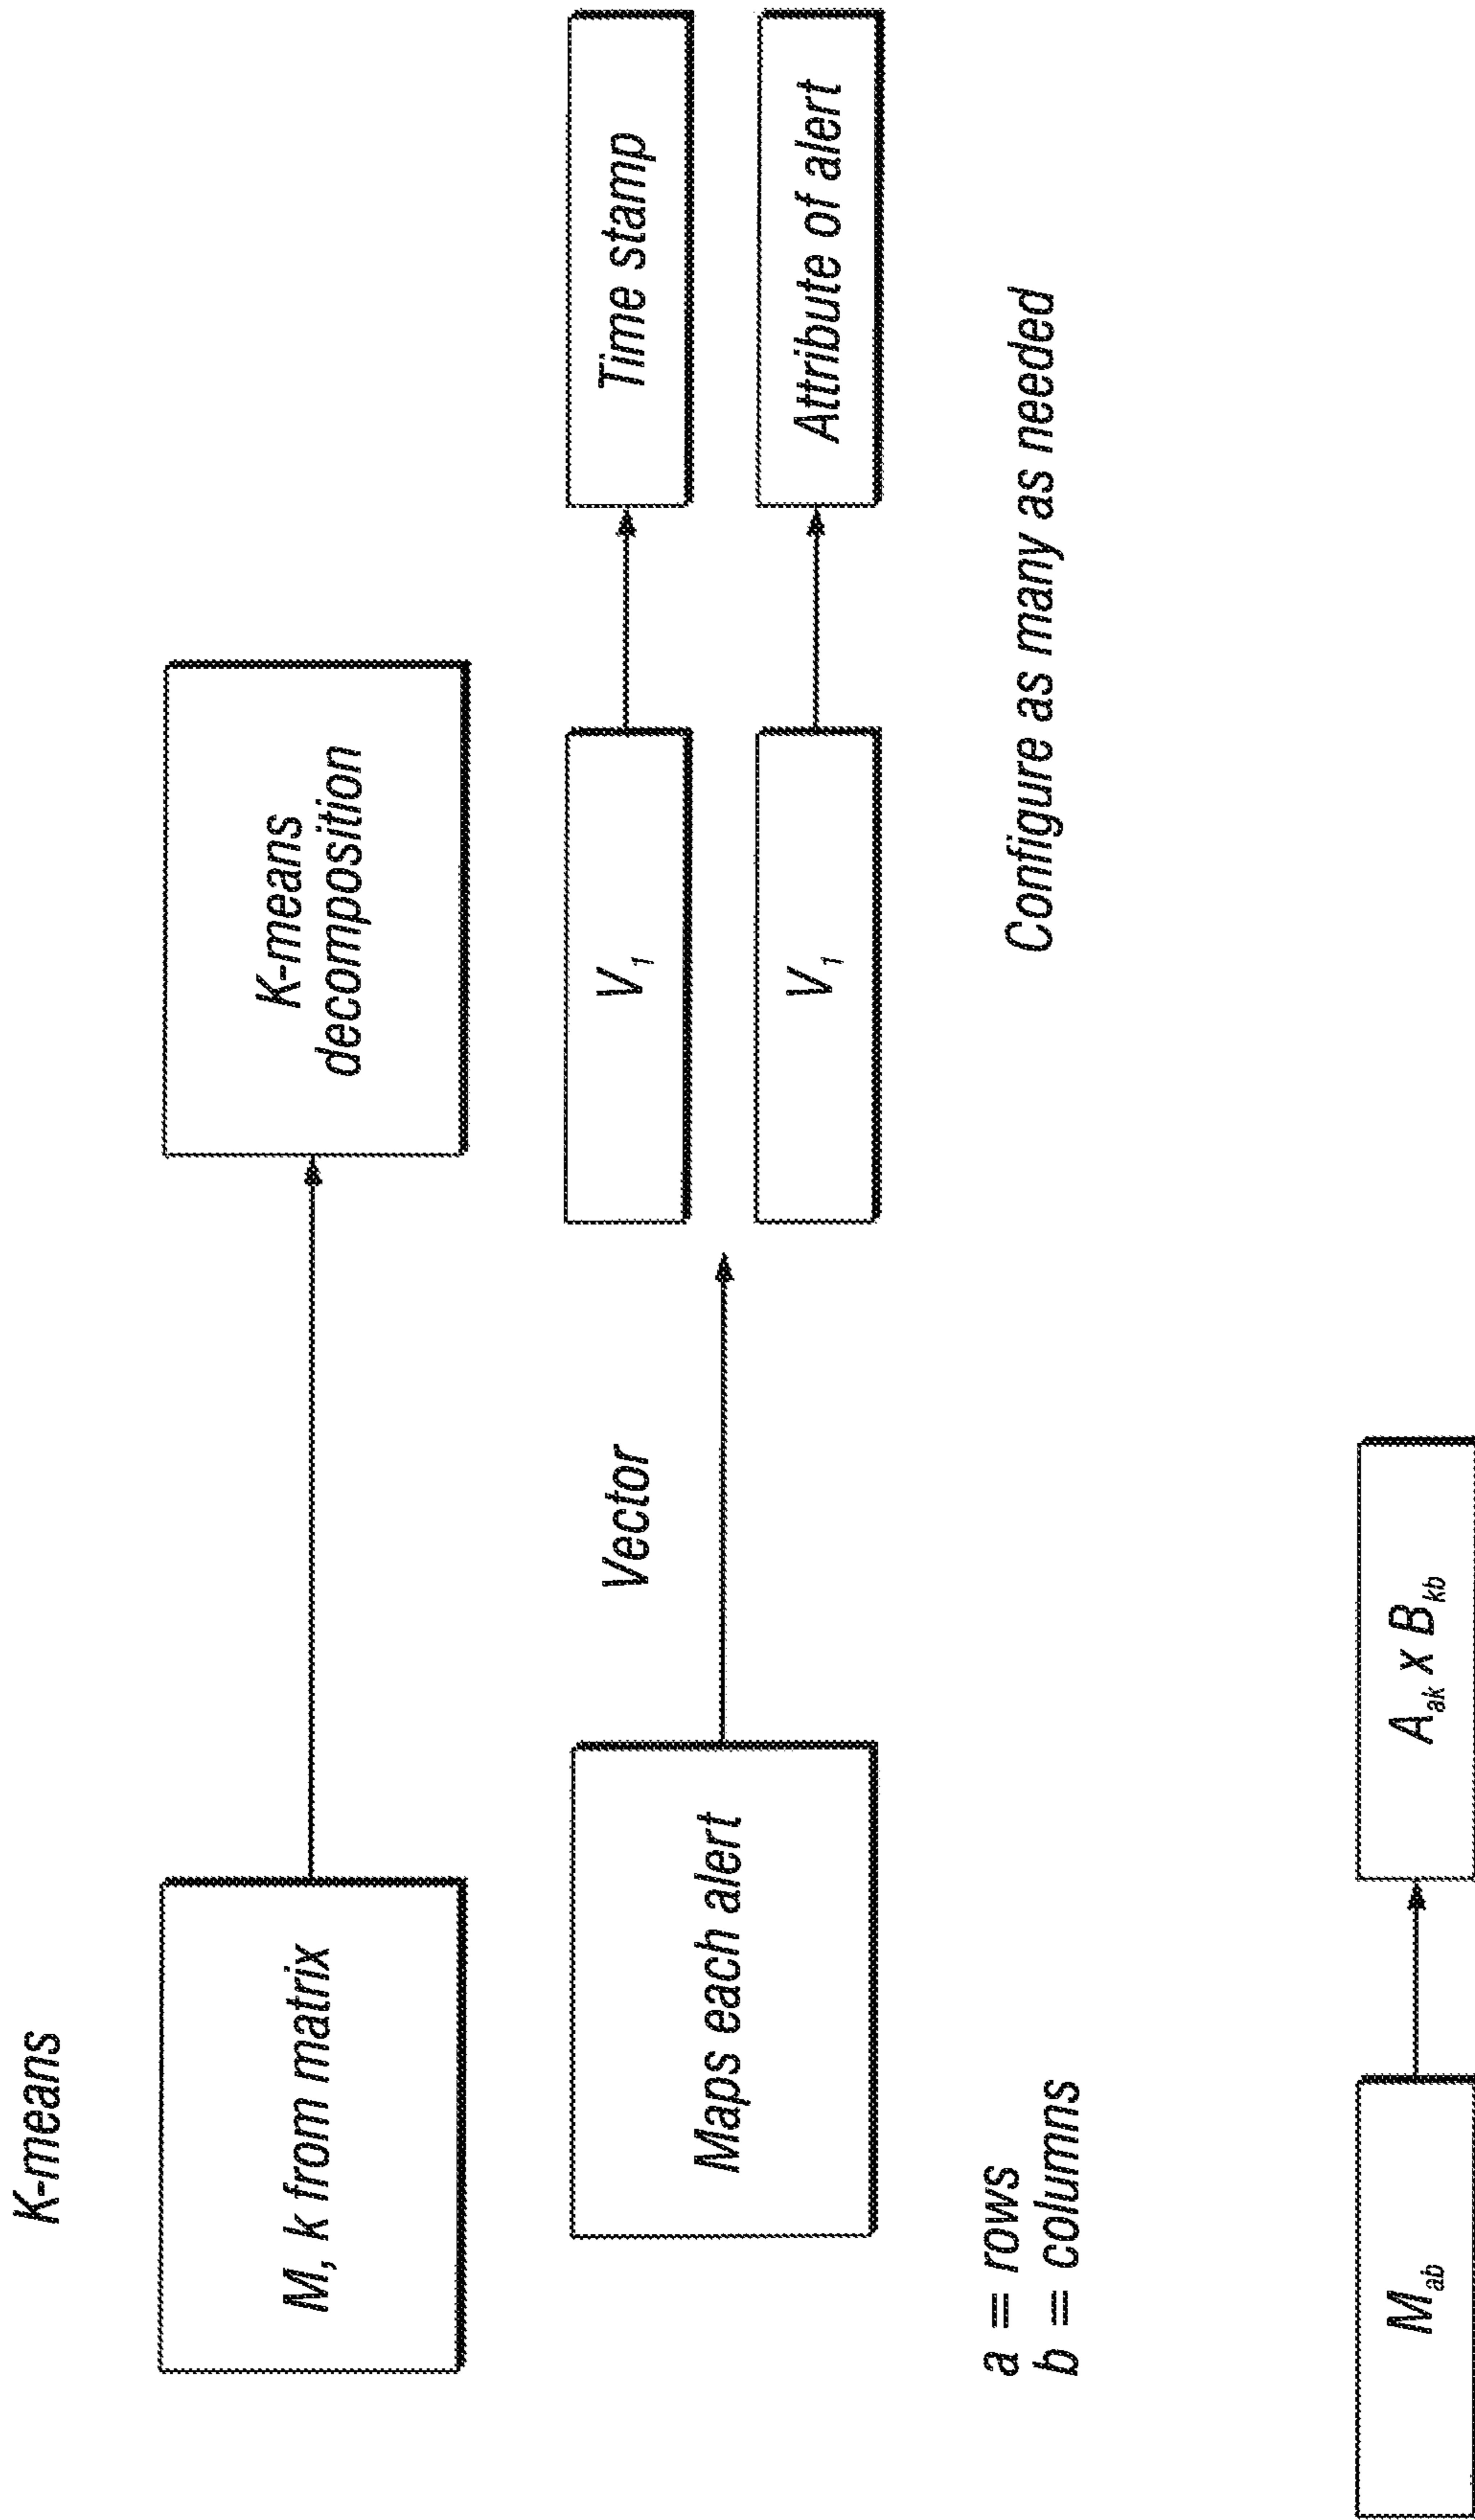 K-means
M, k from matrix
K-means
decomposition
Maps each alert
Vector
V1
Time stamp
V1
Attribute of alert
Configure as many as needed
a = rows
b = columns
Mab
Aak x Bkb